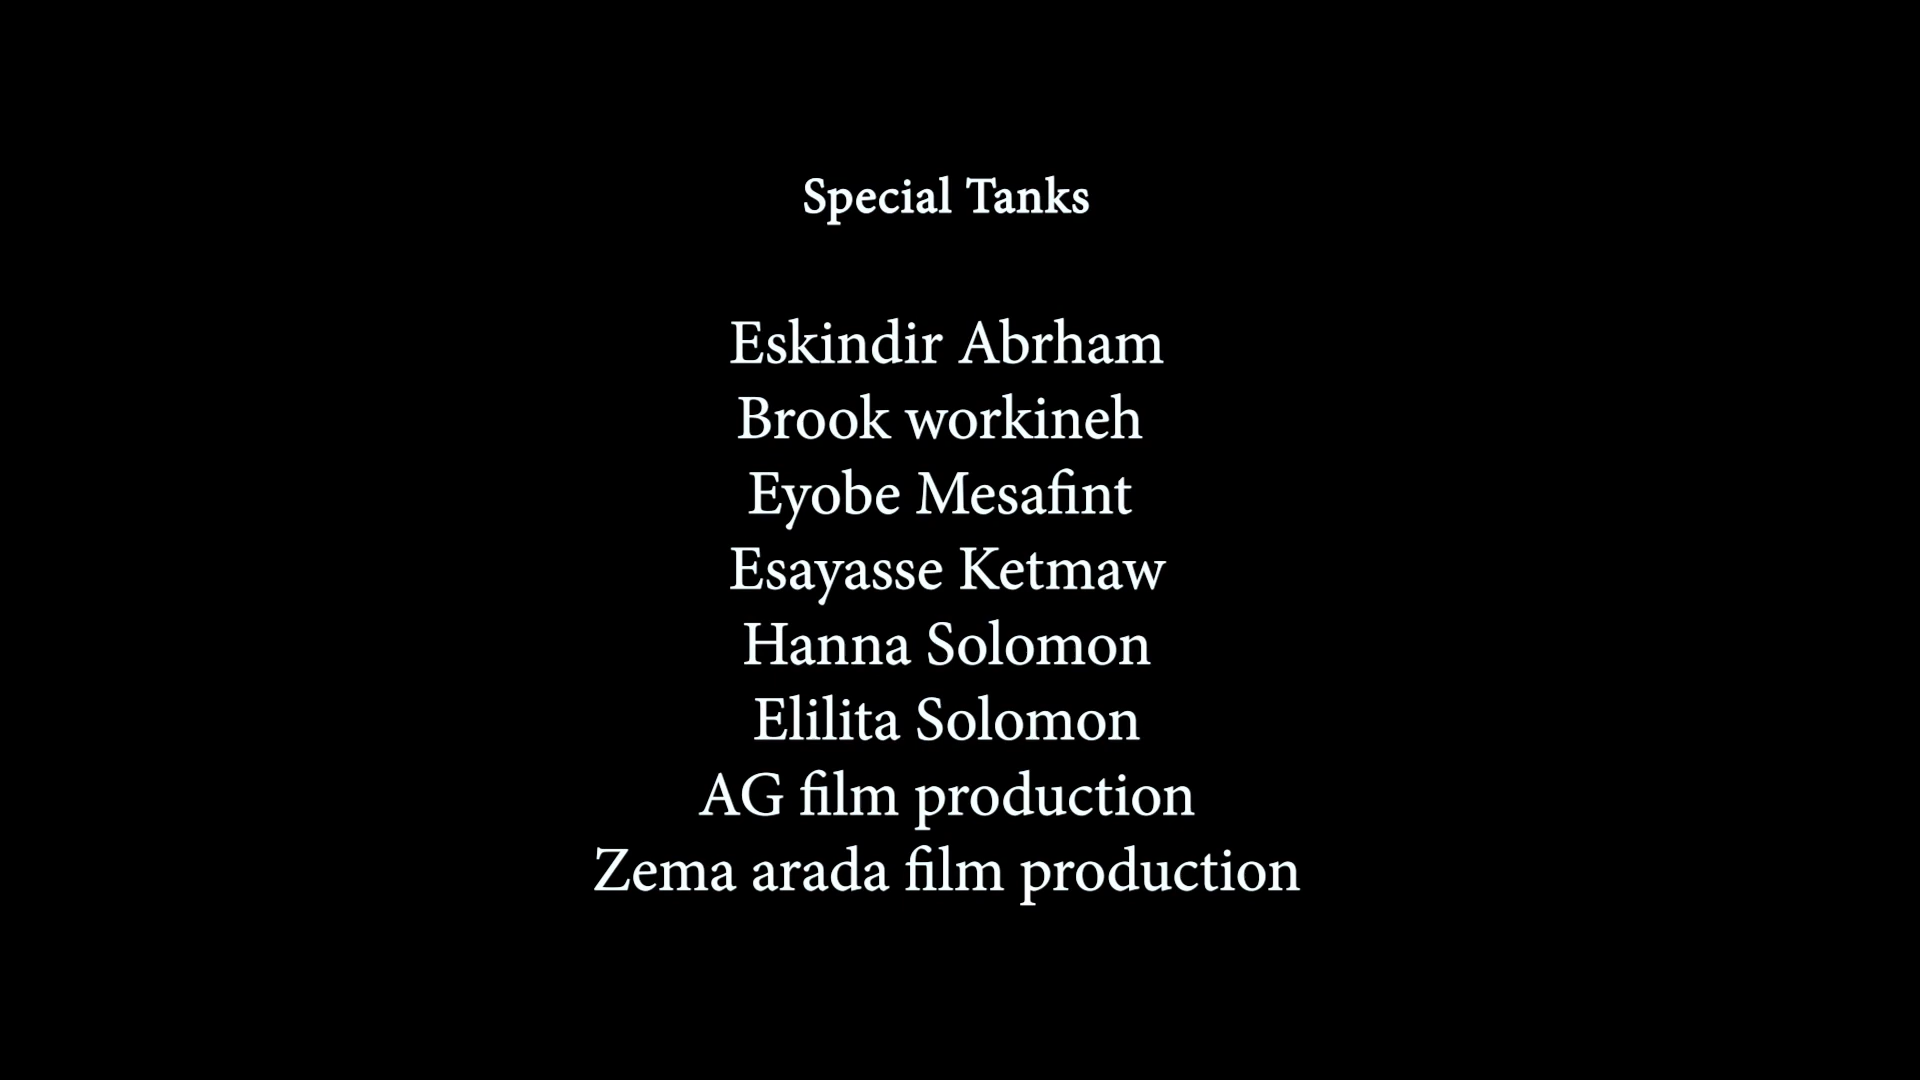 Special Tanks
Eskindir Abrham
Brook workineh
Eyobe Mesafint
Esayasse Ketmaw
Hanna Solomon
Elilita Solomon
AG film production
Zema arada film production